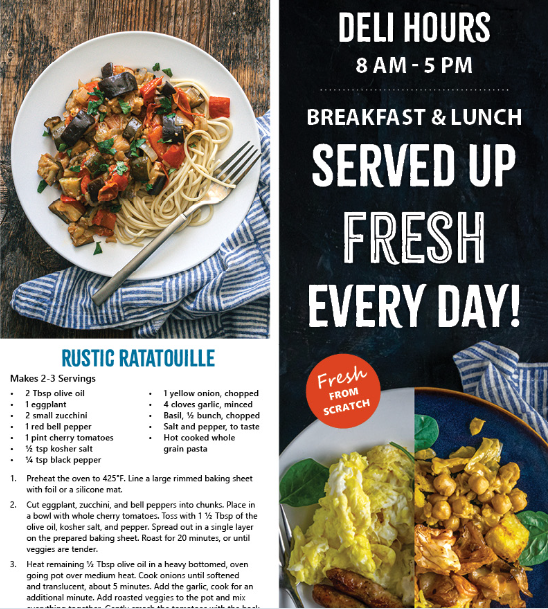 RUSTIC RATATOUILLE
Makes 2-3 Servings
• 2 Tbsp olive oil
• 1 eggplant
• 2 small zucchini
• 1 red bell pepper
• 1 pint cherry tomatoes
• ½ tsp kosher salt
• ¼ tsp black pepper
• 1 yellow onion, chopped
• 4 cloves garlic, minced
• Basil, ½ bunch, chopped
• Salt and pepper, to taste
• Hot cooked whole
grain pasta
1. Preheat the oven to 425°F. Line a large rimmed baking sheet
with foil or a silicone mat.
2. Cut eggplant, zucchini, and bell peppers into chunks. Place in
a bowl with whole cherry tomatoes. Toss with 1 ½ Tbsp of the
olive oil, kosher salt, and pepper. Spread out in a single layer
on the prepared baking sheet. Roast for 20 minutes, or until
veggies are tender.
3. Heat remaining ½ Tbsp olive oil in a heavy bottomed, oven
going pot over medium heat. Cook onions until softened
and translucent, about 5 minutes. Add the garlic, cook for an
additional minute. Add roasted veggies to the pot and mix
everything together. Gently smash the tomatoes with the back
DELI HOURS
8 AM - 5 PM
BREAKFAST & LUNCH
SERVED UP
FRESH
EVERY DAY!
Fresh
FROM
SCRATCH